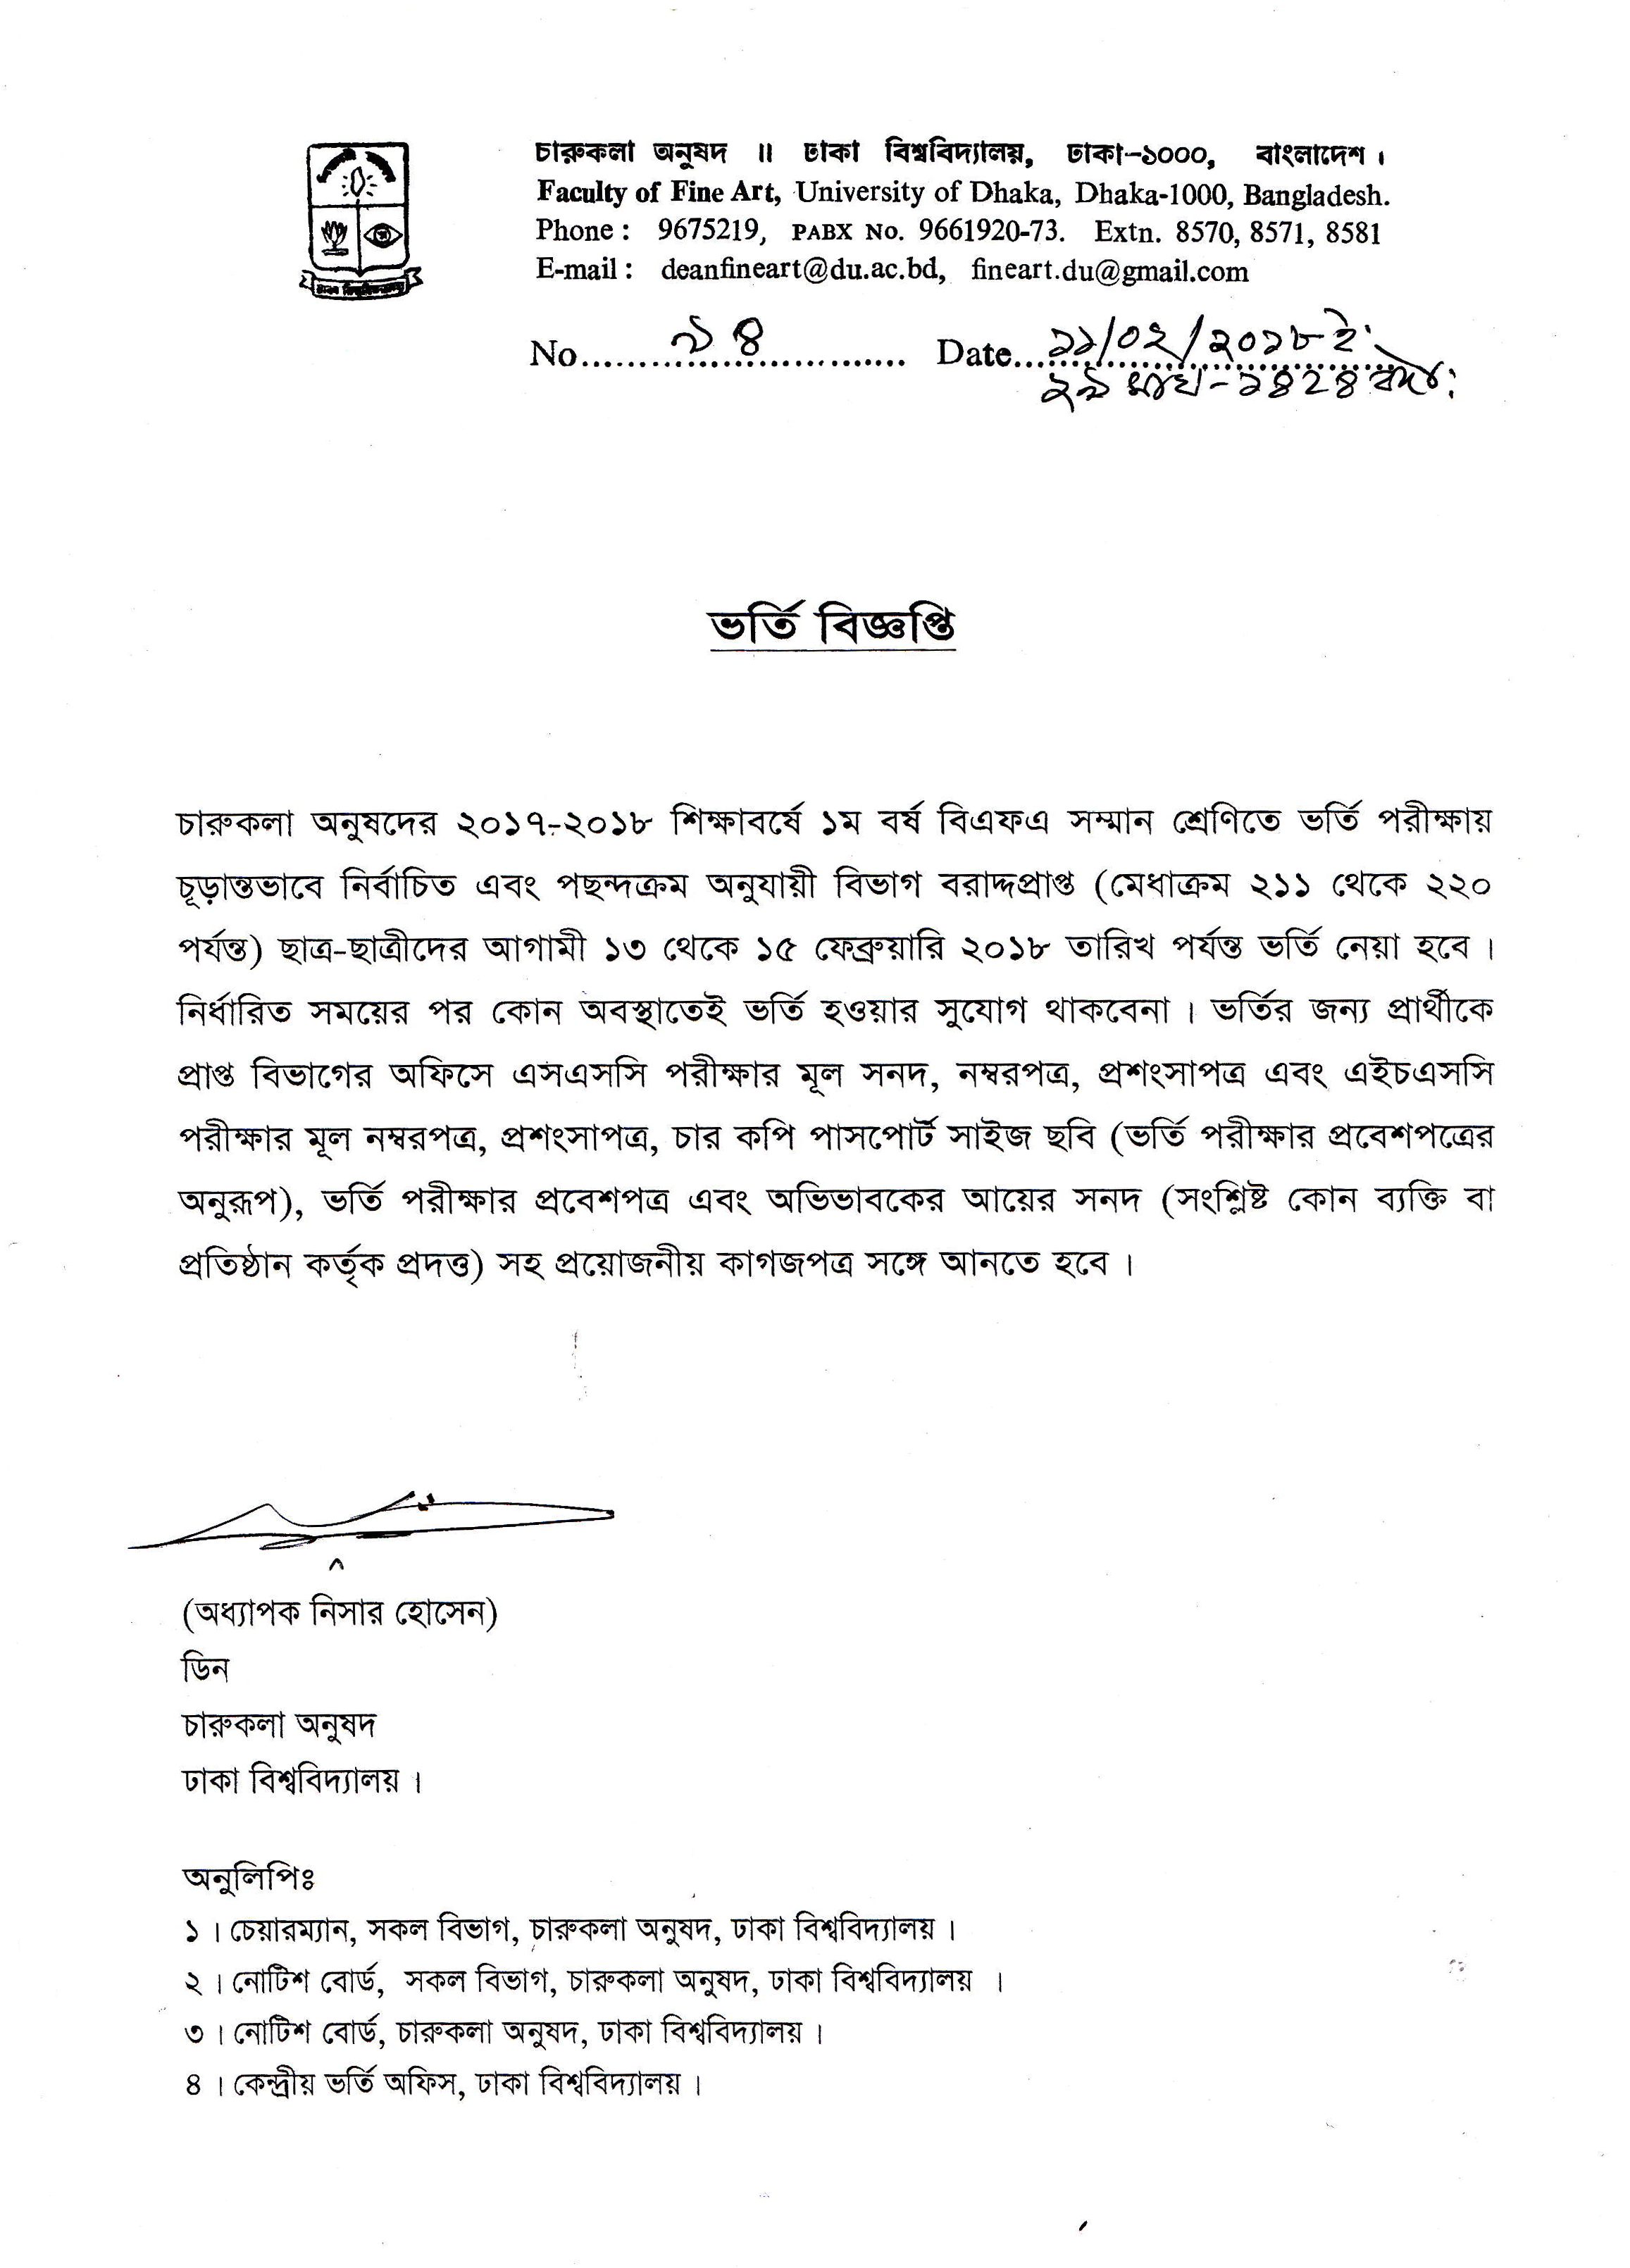 চারুকলা অনুষদ ॥ ঢাকা বিশ্ববিদ্যালয়, ঢাকা-১০০০, বাংলাদেশ।
Faculty of Fine Art, University of Dhaka, Dhaka-1000, Bangladesh.
Phone : 9675219, PABX No. 9661920-73. Extn. 8570, 8571, 8581
E-mail : deanfineart@du.ac.bd, fineart.du@gmail.com
No. ৯৪ Date ১১/০২/২০১৮ ইং
২৯ মাঘ-১৪২৪ বঙ্গাব্দ
ভর্তি বিজ্ঞপ্তি
চারুকলা অনুষদের ২০১৭-২০১৮ শিক্ষাবর্ষে ১ম বর্ষ বিএফএ সম্মান শ্রেণিতে ভর্তি পরীক্ষায়
চূড়ান্তভাবে নির্বাচিত এবং পছন্দক্রম অনুযায়ী বিভাগ বরাদ্দপ্রাপ্ত (মেধাক্রম ২১১ থেকে ২২০
পর্যন্ত) ছাত্র-ছাত্রীদের আগামী ১৩ থেকে ১৫ ফেব্রুয়ারি ২০১৮ তারিখ পর্যন্ত ভর্তি নেয়া হবে।
নির্ধারিত সময়ের পর কোন অবস্থাতেই ভর্তি হওয়ার সুযোগ থাকবেনা। ভর্তির জন্য প্রার্থীকে
প্রাপ্ত বিভাগের অফিসে এসএসসি পরীক্ষার মূল সনদ, নম্বরপত্র, প্রশংসাপত্র এবং এইচএসসি
পরীক্ষার মূল নম্বরপত্র, প্রশংসাপত্র, চার কপি পাসপোর্ট সাইজ ছবি (ভর্তি পরীক্ষার প্রবেশপত্রের
অনুরূপ), ভর্তি পরীক্ষার প্রবেশপত্র এবং অভিভাবকের আয়ের সনদ (সংশ্লিষ্ট কোন ব্যক্তি বা
প্রতিষ্ঠান কর্তৃক প্রদত্ত) সহ প্রয়োজনীয় কাগজপত্র সঙ্গে আনতে হবে।
(অধ্যাপক নিসার হোসেন)
ডিন
চারুকলা অনুষদ
ঢাকা বিশ্ববিদ্যালয়।
অনুলিপিঃ
১। চেয়ারম্যান, সকল বিভাগ, চারুকলা অনুষদ, ঢাকা বিশ্ববিদ্যালয়।
২। নোটিশ বোর্ড, সকল বিভাগ, চারুকলা অনুষদ, ঢাকা বিশ্ববিদ্যালয় ।
৩। নোটিশ বোর্ড, চারুকলা অনুষদ, ঢাকা বিশ্ববিদ্যালয়।
৪। কেন্দ্রীয় ভর্তি অফিস, ঢাকা বিশ্ববিদ্যালয়।